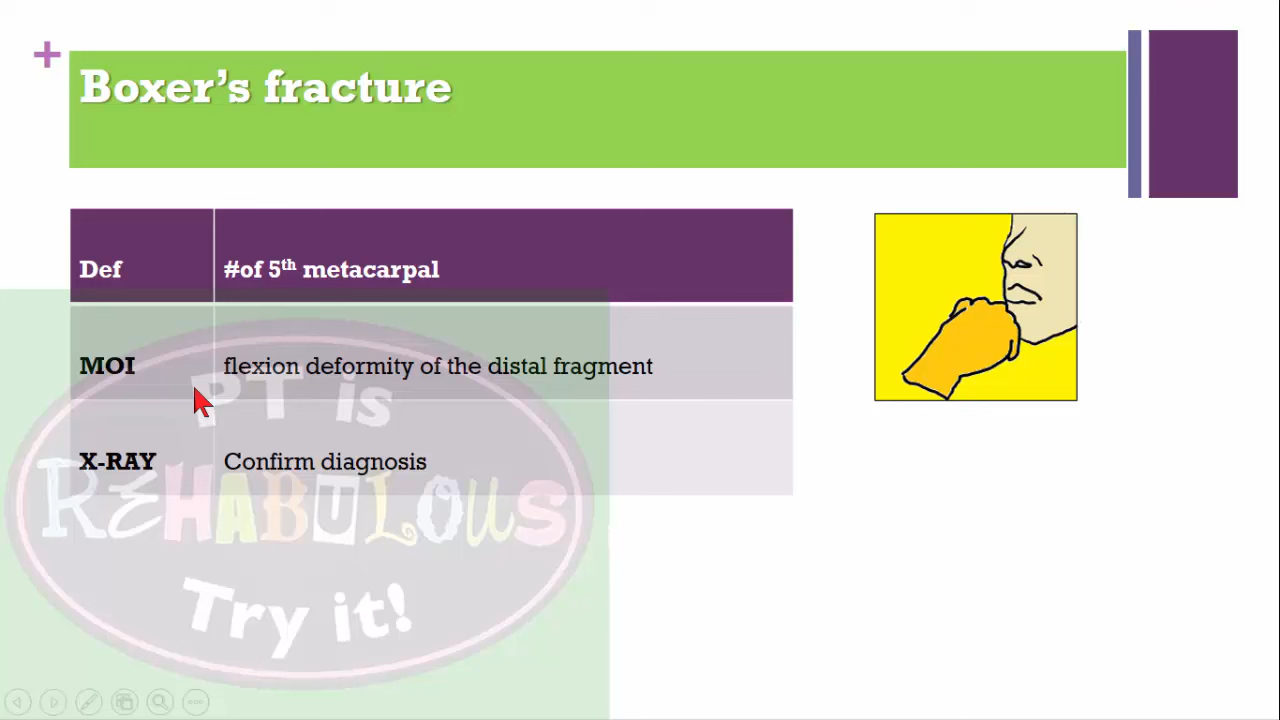 +
Boxer's fracture
Def #of 5th metacarpal
MOI flexion deformity of the distal fragment
X-RAY Confirm diagnosis
PT is
REHABULOUS
Try it!